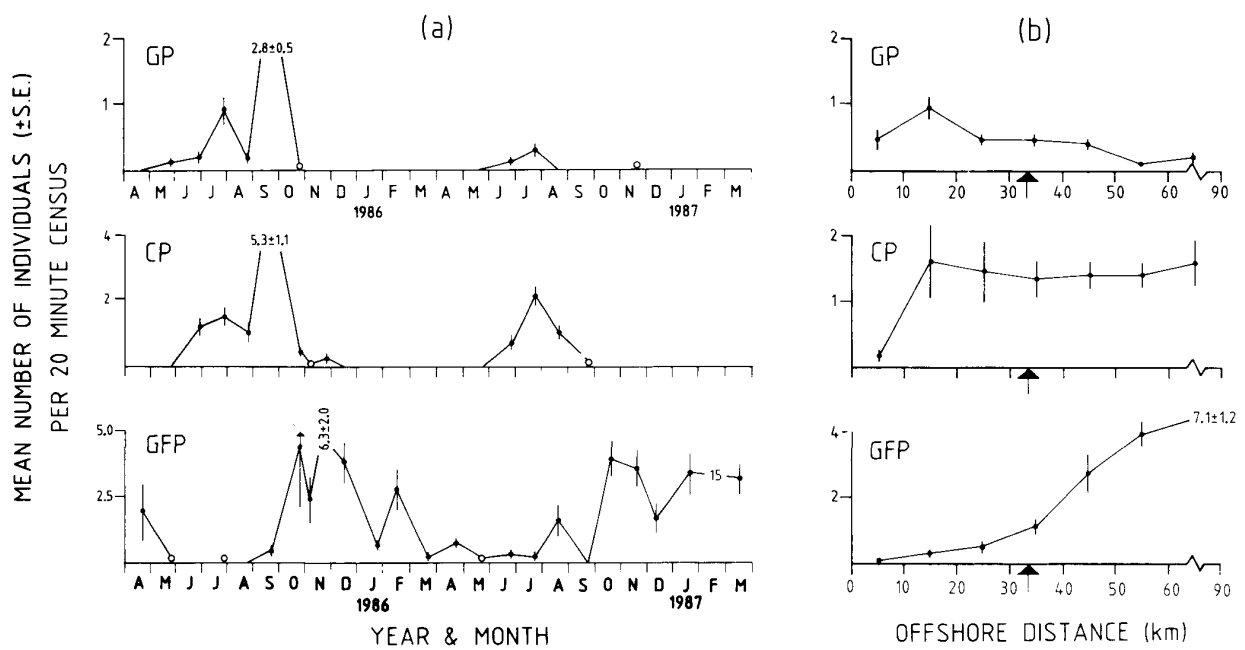 (a)
(b)
MEAN NUMBER OF INDIVIDUALS (±S.E.)
PER 20 MINUTE CENSUS
GP
2
1
2.8±0.5
A M J J A S O N D J F M A M J J A S O N D J F M
1986
1987
CP
4
2
5.3±1.1
GFP
5.0
2.5
6.3±2.0
15
A M J J A S O N D J F M A M J J A S O N D J F M
1986
1987
YEAR & MONTH
GP
2
1
0 10 20 30 40 50 60 90
CP
2
1
GFP
4
2
7.1±1.2
0 10 20 30 40 50 60 90
OFFSHORE DISTANCE (km)